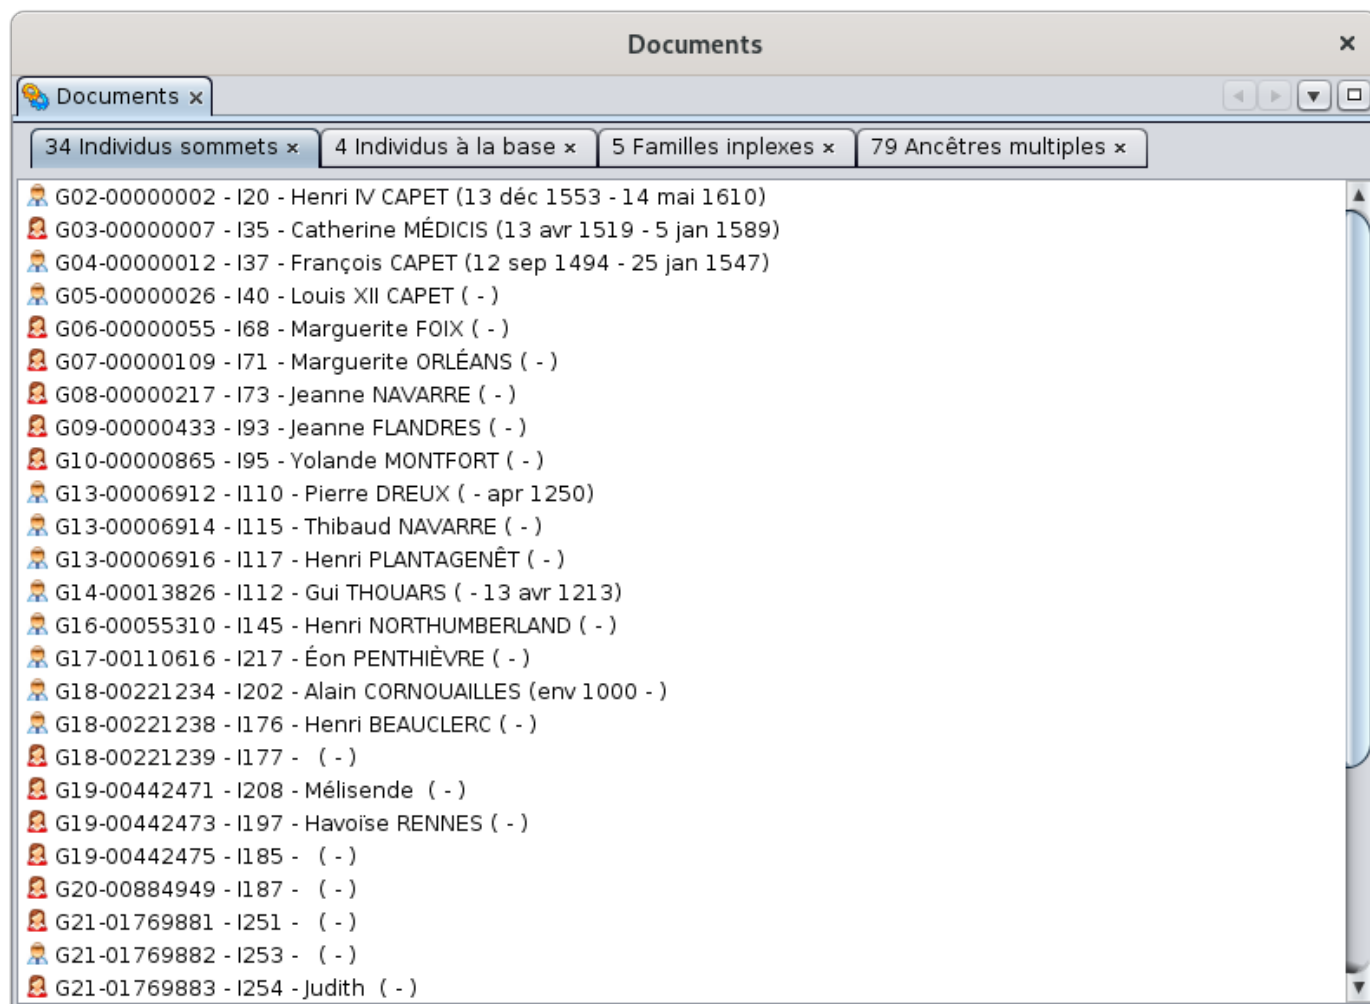 Documents ×
Documents ×
34 Individus sommets × 4 Individus à la base × 5 Familles inplexes × 79 Ancêtres multiples ×
G02-00000002 - I20 - Henri IV CAPET (13 déc 1553 - 14 mai 1610)
G03-00000007 - I35 - Catherine MÉDICIS (13 avr 1519 - 5 jan 1589)
G04-00000012 - I37 - François CAPET (12 sep 1494 - 25 jan 1547)
G05-00000026 - I40 - Louis XII CAPET ( - )
G06-00000055 - I68 - Marguerite FOIX ( - )
G07-00000109 - I71 - Marguerite ORLÉANS ( - )
G08-00000217 - I73 - Jeanne NAVARRE ( - )
G09-00000433 - I93 - Jeanne FLANDRES ( - )
G10-00000865 - I95 - Yolande MONTFORT ( - )
G13-00006912 - I110 - Pierre DREUX ( - apr 1250)
G13-00006914 - I115 - Thibaud NAVARRE ( - )
G13-00006916 - I117 - Henri PLANTAGENÊT ( - )
G14-00013826 - I112 - Gui THOUARS ( - 13 avr 1213)
G16-00055310 - I145 - Henri NORTHUMBERLAND ( - )
G17-00110616 - I217 - Éon PENTHIÈVRE ( - )
G18-00221234 - I202 - Alain CORNOUAILLES (env 1000 - )
G18-00221238 - I176 - Henri BEAUCLERC ( - )
G18-00221239 - I177 - ( - )
G19-00442471 - I208 - Mélisende ( - )
G19-00442473 - I197 - Havoïse RENNES ( - )
G19-00442475 - I185 - ( - )
G20-00884949 - I187 - ( - )
G21-01769881 - I251 - ( - )
G21-01769882 - I253 - ( - )
G21-01769883 - I254 - Judith ( - )